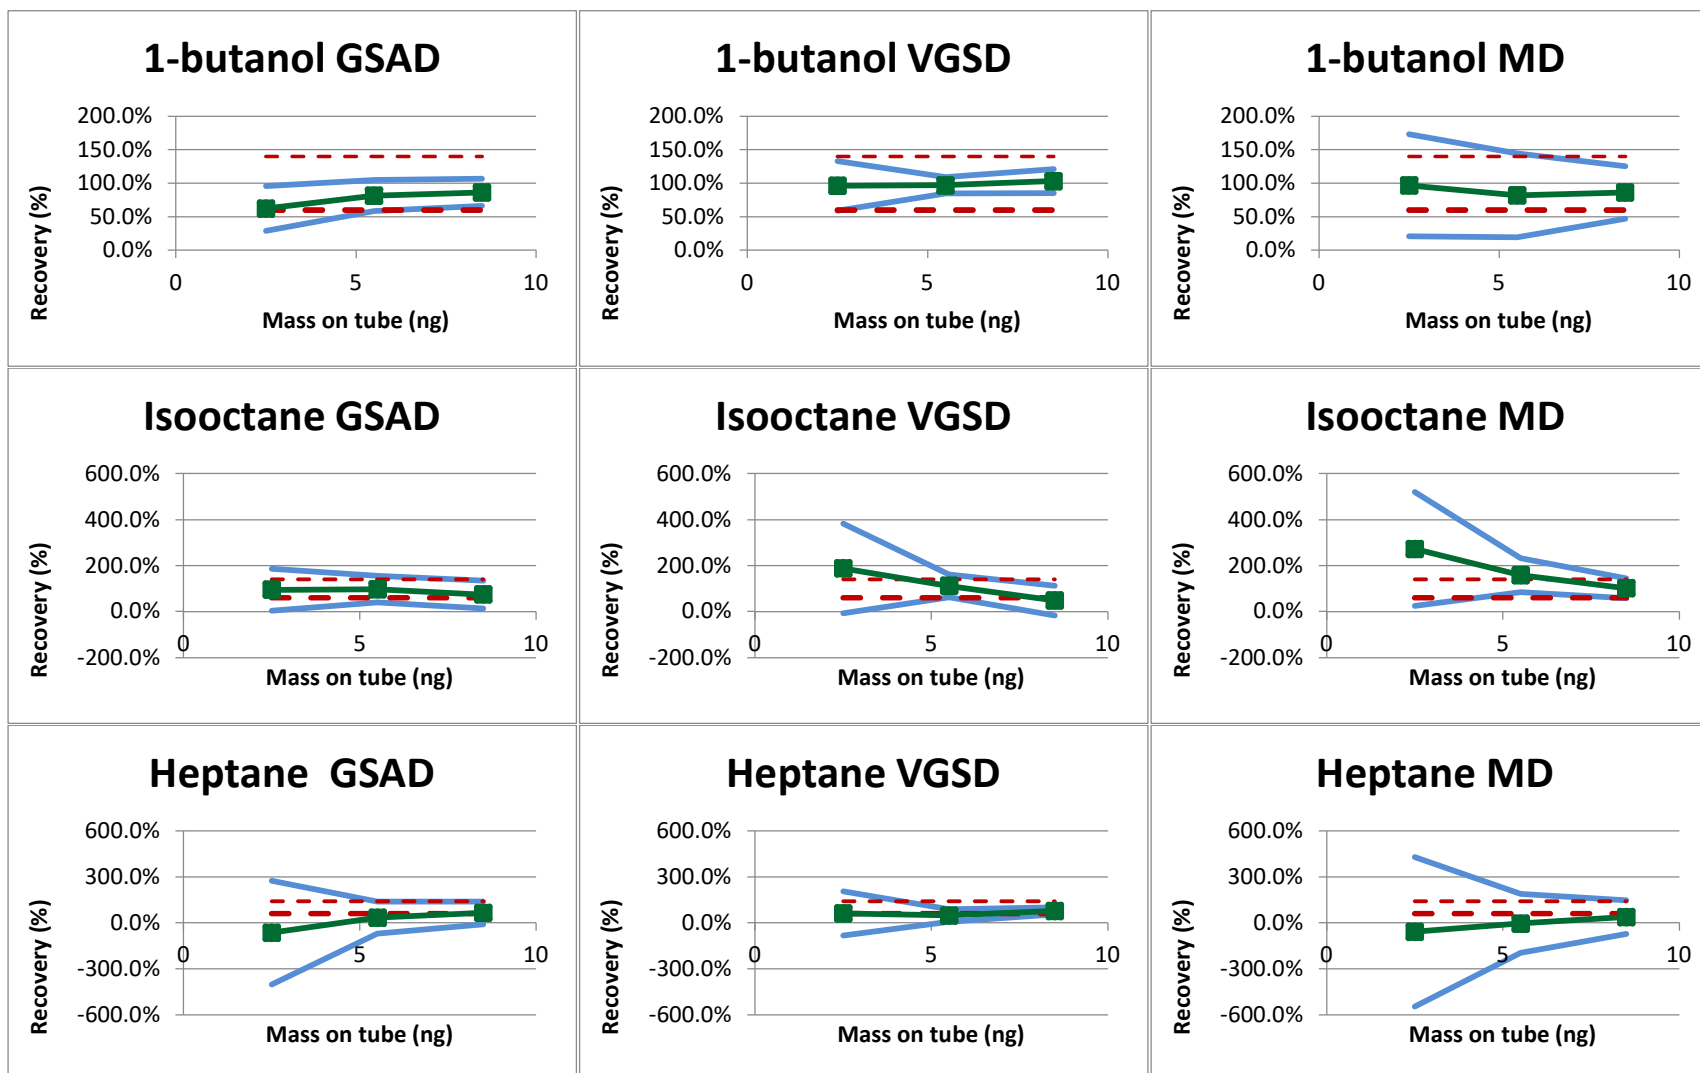 1-butanol GSAD
200.0%
150.0%
100.0%
50.0%
0.0%
0 5 10
Recovery (%)
Mass on tube (ng)
1-butanol VGSD
200.0%
150.0%
100.0%
50.0%
0.0%
0 5 10
Recovery (%)
Mass on tube (ng)
1-butanol MD
200.0%
150.0%
100.0%
50.0%
0.0%
0 5 10
Recovery (%)
Mass on tube (ng)
Isooctane GSAD
600.0%
400.0%
200.0%
0.0%
-200.0%
0 5 10
Recovery (%)
Mass on tube (ng)
Isooctane VGSD
600.0%
400.0%
200.0%
0.0%
-200.0%
0 5 10
Recovery (%)
Mass on tube (ng)
Isooctane MD
600.0%
400.0%
200.0%
0.0%
-200.0%
0 5 10
Recovery (%)
Mass on tube (ng)
Heptane  GSAD
600.0%
300.0%
0.0%
-300.0%
-600.0%
0 5 10
Recovery (%)
Mass on tube (ng)
Heptane VGSD
600.0%
300.0%
0.0%
-300.0%
-600.0%
0 5 10
Recovery (%)
Mass on tube (ng)
Heptane MD
600.0%
300.0%
0.0%
-300.0%
-600.0%
0 5 10
Recovery (%)
Mass on tube (ng)